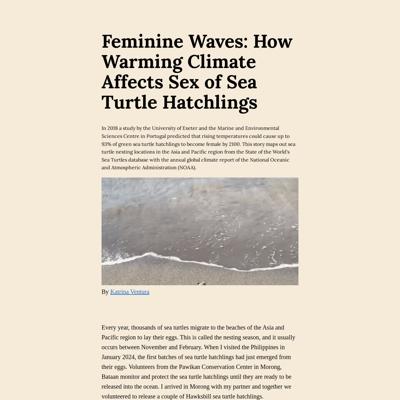 Feminine Waves: How
Warming Climate
Affects Sex of Sea
Turtle Hatchlings
In 2018 a study by the University of Exeter and the Marine and Environmental
Sciences Centre in Portugal predicted that rising temperatures could cause up to
93% of green sea turtle hatchlings to become female by 2100. This story maps out sea
turtle nesting locations in the Asia and Pacific region from the State of the World's
Sea Turtles database with the annual global climate report of the National Oceanic
and Atmospheric Administration (NOAA).
By Katrina Ventura
Every year, thousands of sea turtles migrate to the beaches of the Asia and
Pacific region to lay their eggs. This is called the nesting season, and it usually
occurs between November and February. When I visited the Philippines in
January 2024, the first batches of sea turtle hatchlings had just emerged from
their eggs. Volunteers from the Pawikan Conservation Center in Morong,
Bataan monitor and protect the sea turtle hatchlings until they are ready to be
released into the ocean. I arrived in Morong with my partner and together we
volunteered to release a couple of Hawksbill sea turtle hatchlings.